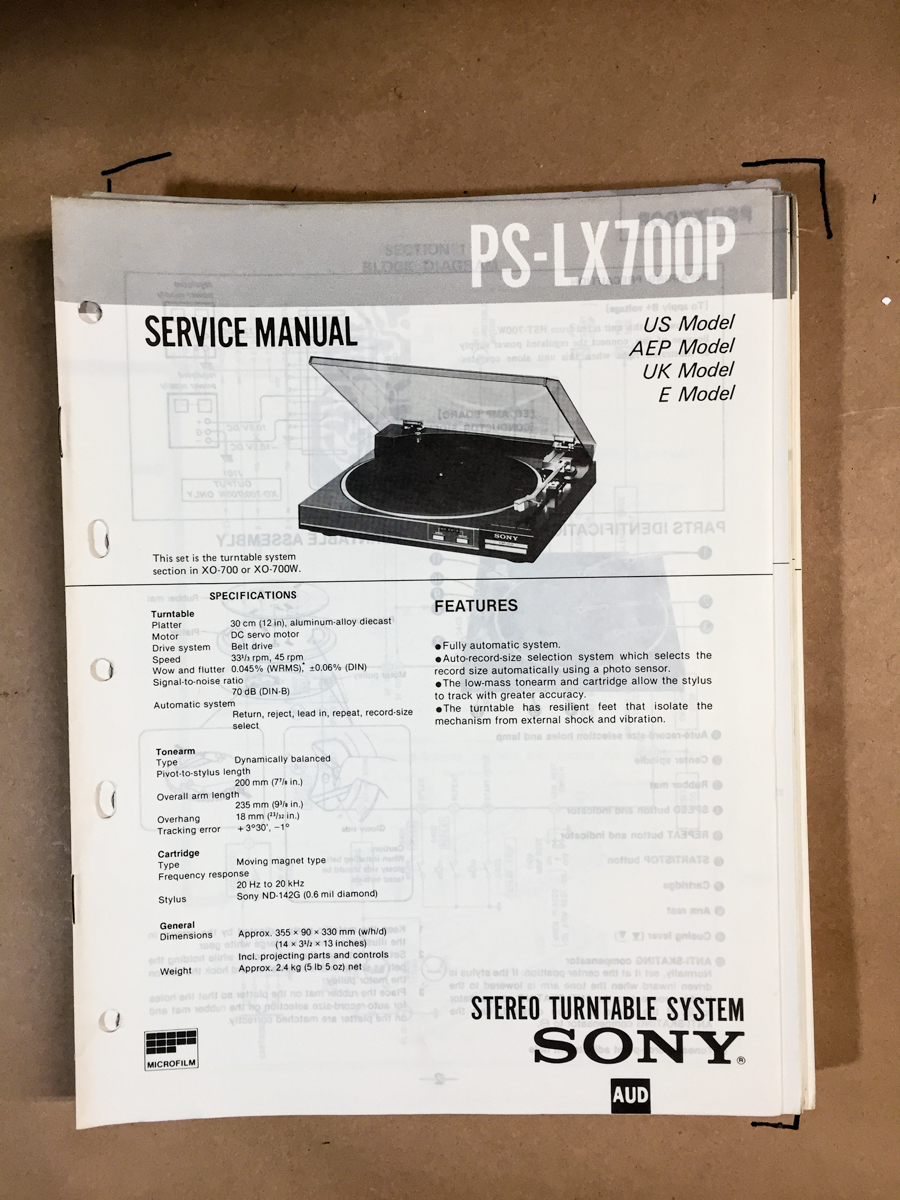 PS-LX700P
SERVICE MANUAL
US Model
AEP Model
UK Model
E Model
SONY
This set is the turntable system
section in XO-700 or XO-700W.
SPECIFICATIONS
Turntable
Platter 30 cm (12 in), aluminum-alloy diecast
Motor DC servo motor
Drive system Belt drive
Speed 33 1/3 rpm, 45 rpm
Wow and flutter 0.045% (WRMS),* ±0.06% (DIN)
Signal-to-noise ratio
70 dB (DIN-B)
Automatic system
Return, reject, lead in, repeat, record-size
select
Tonearm
Type Dynamically balanced
Pivot-to-stylus length
200 mm (7 7/8 in.)
Overall arm length
235 mm (9 3/8 in.)
Overhang 18 mm (23/32 in.)
Tracking error +3°30', −1°
Cartridge
Type Moving magnet type
Frequency response
20 Hz to 20 kHz
Stylus Sony ND-142G (0.6 mil diamond)
General
Dimensions Approx. 355 × 90 × 330 mm (w/h/d)
(14 × 3 1/2 × 13 inches)
Incl. projecting parts and controls
Weight Approx. 2.4 kg (5 lb 5 oz) net
FEATURES
●Fully automatic system.
●Auto-record-size selection system which selects the
record size automatically using a photo sensor.
●The low-mass tonearm and cartridge allow the stylus
to track with greater accuracy.
●The turntable has resilient feet that isolate the
mechanism from external shock and vibration.
MICROFILM
STEREO TURNTABLE SYSTEM
SONY®
AUD